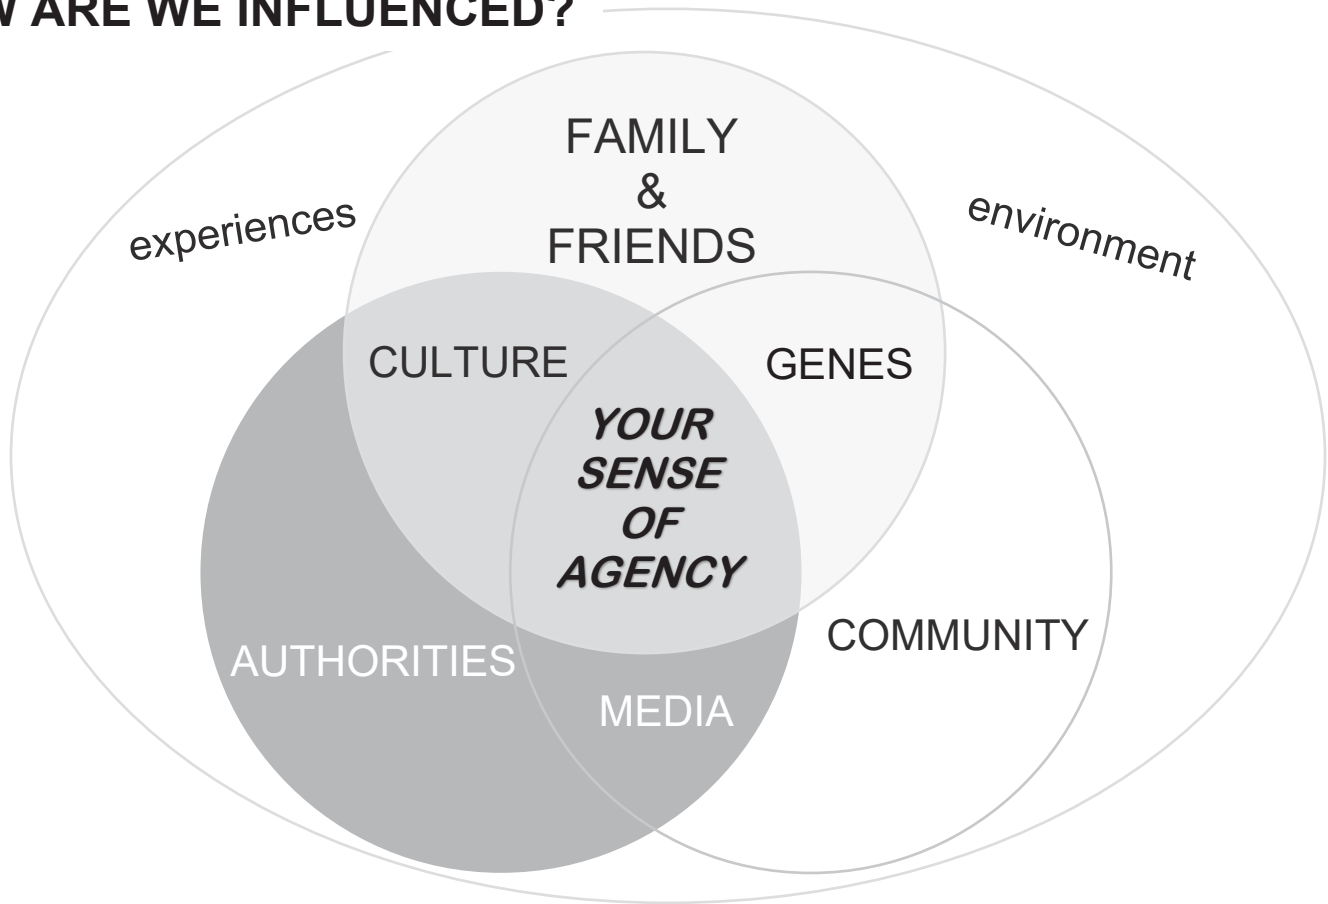 W ARE WE INFLUENCED?
FAMILY
&
FRIENDS
experiences
environment
CULTURE
GENES
YOUR
SENSE
OF
AGENCY
COMMUNITY
AUTHORITIES
MEDIA